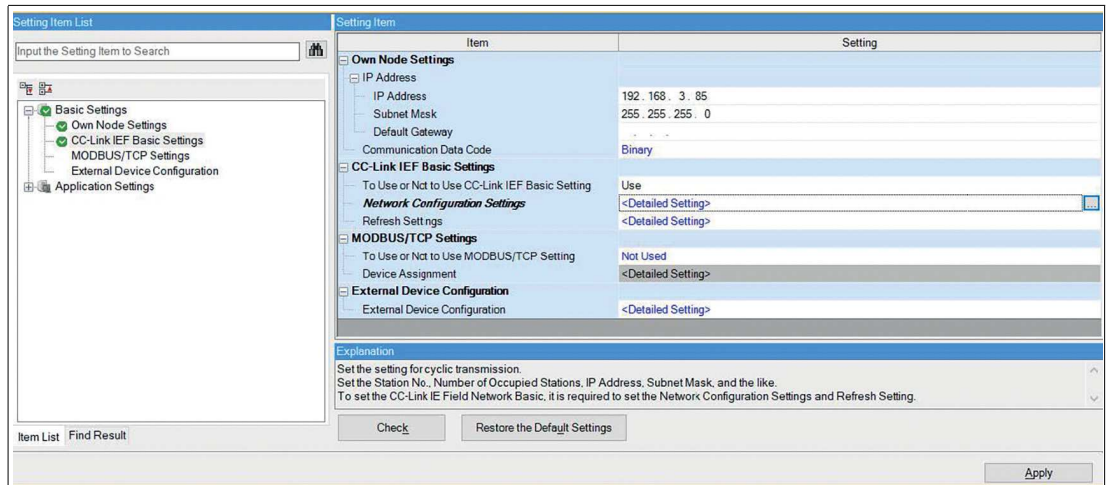 Setting Item List
Input the Setting Item to Search
Basic Settings
Own Node Settings
CC-Link IEF Basic Settings
MODBUS/TCP Settings
External Device Configuration
Application Settings
Item List Find Result
Setting Item
Item Setting
Own Node Settings
IP Address
IP Address 192 . 168 . 3 . 85
Subnet Mask 255 . 255 . 255 . 0
Default Gateway . . .
Communication Data Code Binary
CC-Link IEF Basic Settings
To Use or Not to Use CC-Link IEF Basic Setting Use
Network Configuration Settings <Detailed Setting> ...
Refresh Settings <Detailed Setting>
MODBUS/TCP Settings
To Use or Not to Use MODBUS/TCP Setting Not Used
Device Assignment <Detailed Setting>
External Device Configuration
External Device Configuration <Detailed Setting>
Explanation
Set the setting for cyclic transmission.
Set the Station No., Number of Occupied Stations, IP Address, Subnet Mask, and the like.
To set the CC-Link IE Field Network Basic, it is required to set the Network Configuration Settings and Refresh Setting.
Check Restore the Default Settings
Apply